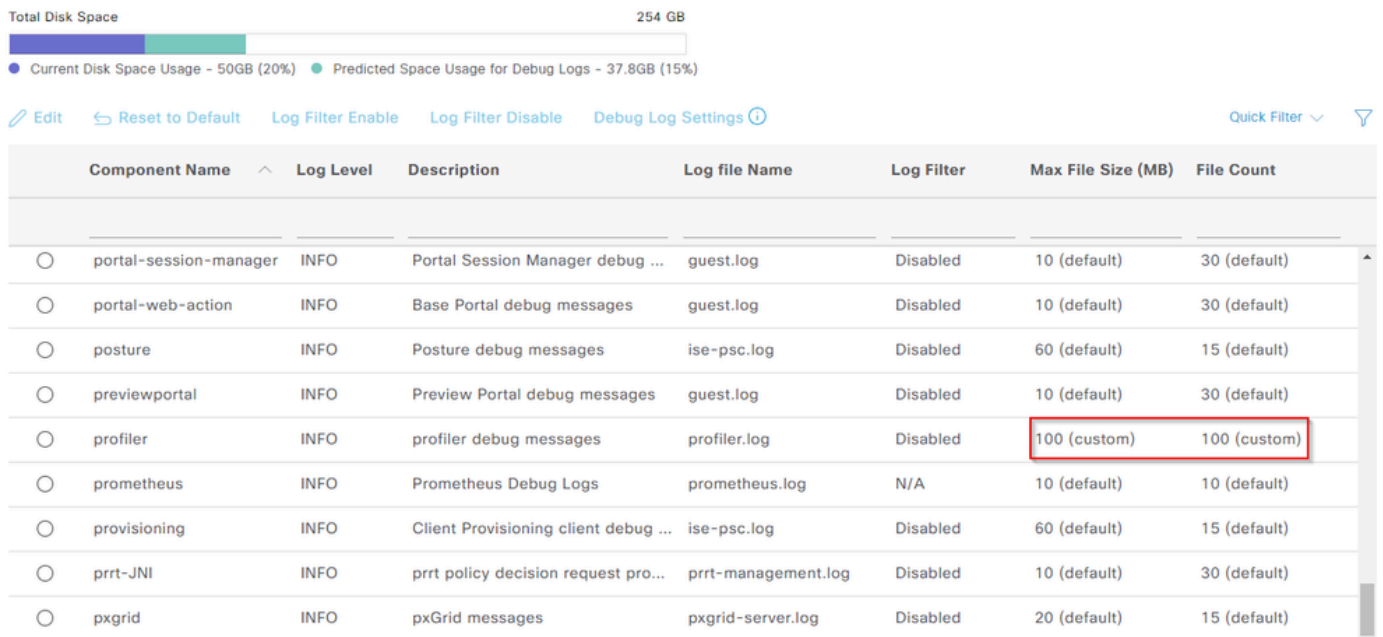 Total Disk Space 254 GB
Current Disk Space Usage - 50GB (20%) Predicted Space Usage for Debug Logs - 37.8GB (15%)
Edit Reset to Default Log Filter Enable Log Filter Disable Debug Log Settings Quick Filter
Component Name Log Level Description Log file Name Log Filter Max File Size (MB) File Count
portal-session-manager INFO Portal Session Manager debug ... guest.log Disabled 10 (default) 30 (default)
portal-web-action INFO Base Portal debug messages guest.log Disabled 10 (default) 30 (default)
posture INFO Posture debug messages ise-psc.log Disabled 60 (default) 15 (default)
previewportal INFO Preview Portal debug messages guest.log Disabled 10 (default) 30 (default)
profiler INFO profiler debug messages profiler.log Disabled 100 (custom) 100 (custom)
prometheus INFO Prometheus Debug Logs prometheus.log N/A 10 (default) 10 (default)
provisioning INFO Client Provisioning client debug ... ise-psc.log Disabled 60 (default) 15 (default)
prrt-JNI INFO prrt policy decision request pro... prrt-management.log Disabled 10 (default) 30 (default)
pxgrid INFO pxGrid messages pxgrid-server.log Disabled 20 (default) 15 (default)